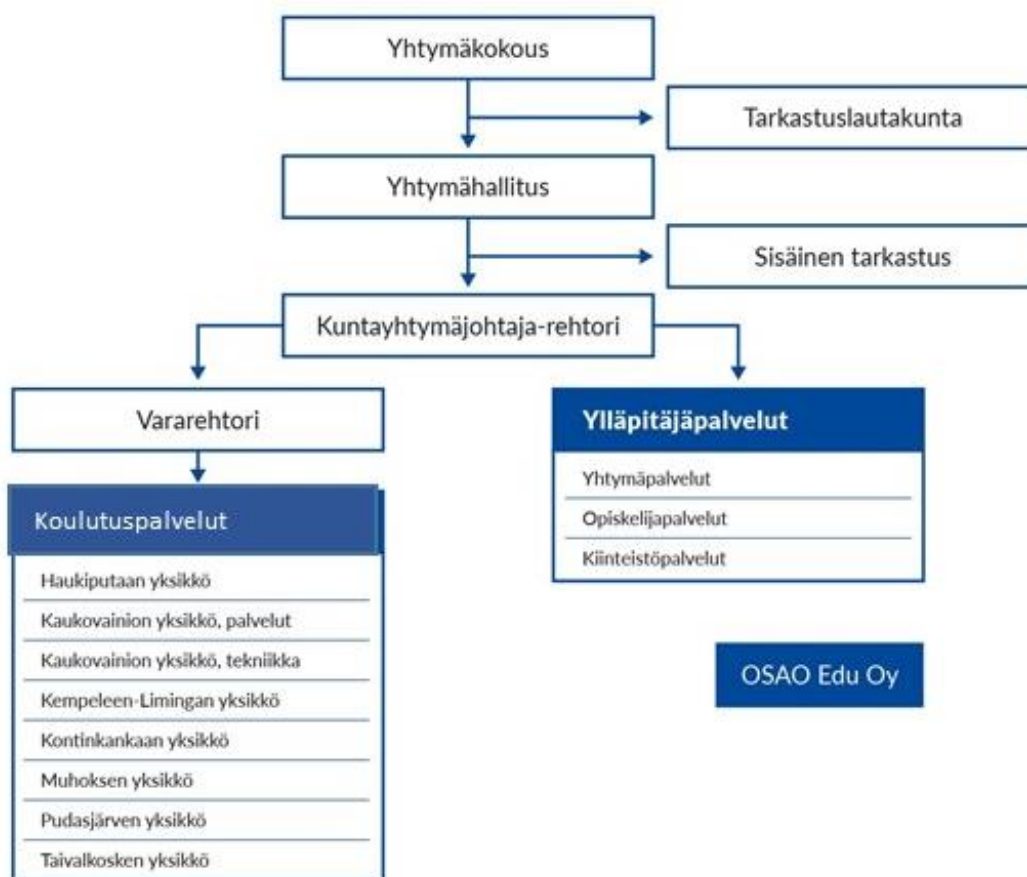 Yhtymäkokous
Tarkastuslautakunta
Yhtymähallitus
Sisäinen tarkastus
Kuntayhtymäjohtaja-rehtori
Vararehtori
Koulutuspalvelut
Haukiputaan yksikkö
Kaukovainion yksikkö, palvelut
Kaukovainion yksikkö, tekniikka
Kempeleen-Limingan yksikkö
Kontinkankaan yksikkö
Muhoksen yksikkö
Pudasjärven yksikkö
Taivalkosken yksikkö
Ylläpitäjäpalvelut
Yhtymäpalvelut
Opiskelijapalvelut
Kiinteistöpalvelut
OSAO Edu Oy